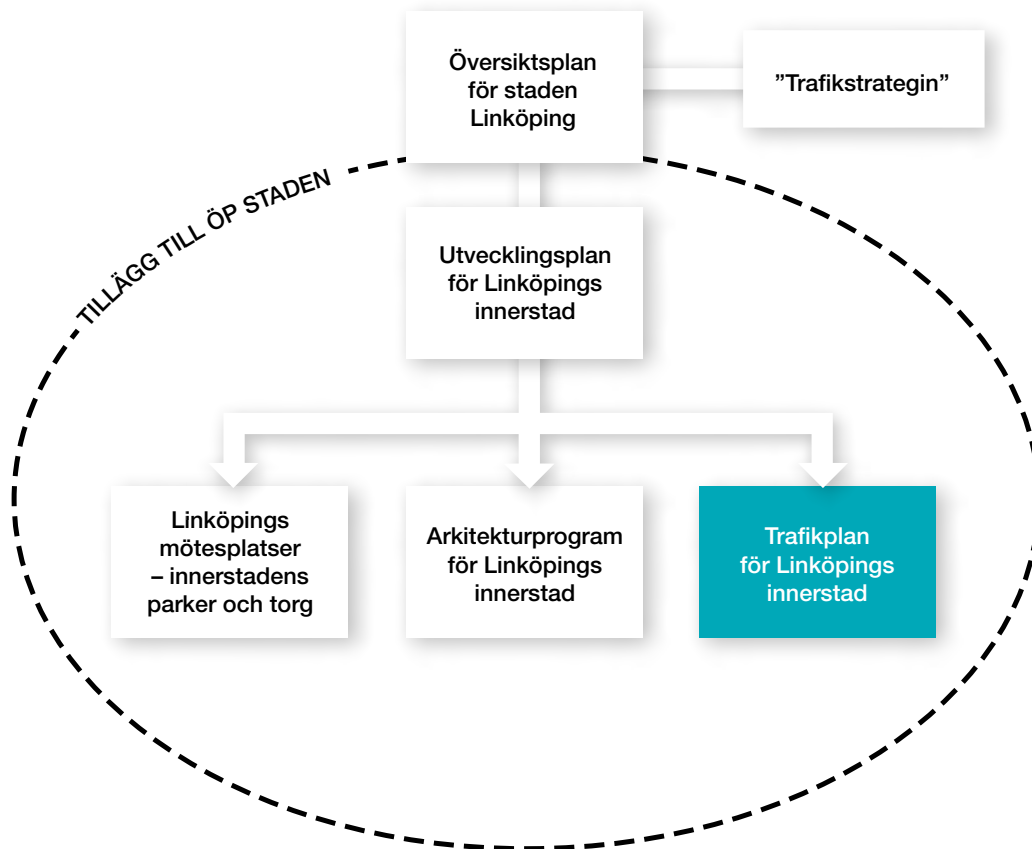 Översiktsplan
för staden
Linköping
”Trafikstrategin”
TILLÄGG TILL ÖP STADEN
Utvecklingsplan
för Linköpings
innerstad
Linköpings
mötesplatser
– innerstadens
parker och torg
Arkitekturprogram
för Linköpings
innerstad
Trafikplan
för Linköpings
innerstad